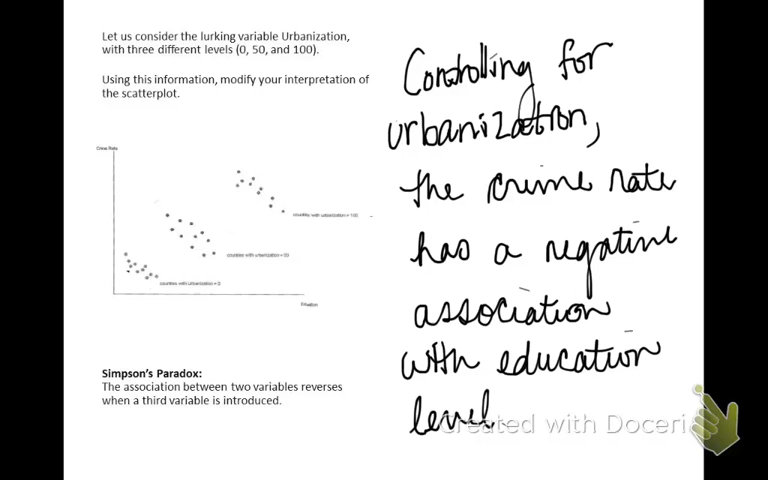 Let us consider the lurking variable Urbanization,
with three different levels (0, 50, and 100).
Using this information, modify your interpretation of
the scatterplot.
Crime Rate
counties with urbanization = 100
counties with urbanization = 50
counties with urbanization = 0
Education
Simpson's Paradox:
The association between two variables reverses
when a third variable is introduced.
Controlling for
urbanization,
the crime rate
has a negative
association
with education
level
Created with Doceri